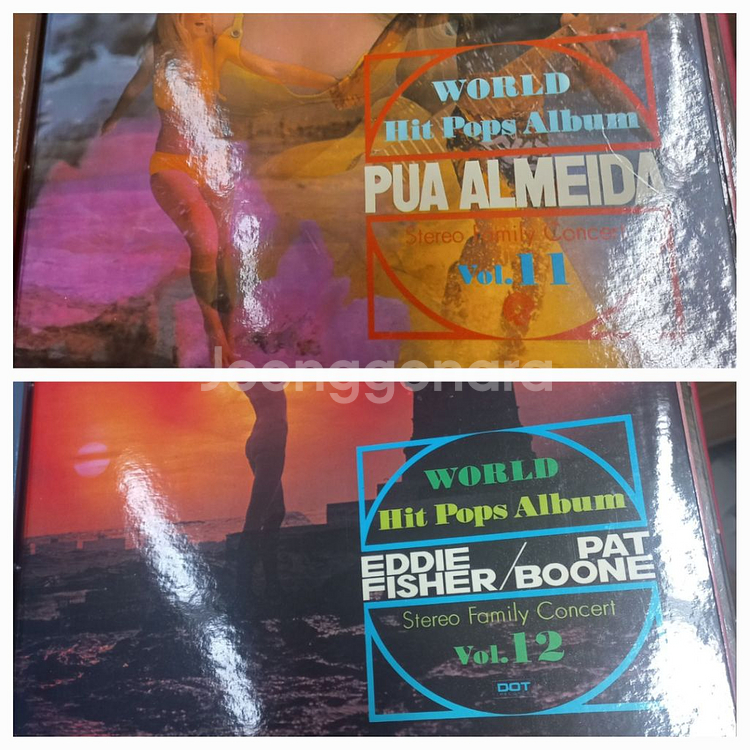 WORLD
Hit Pops Album
PUA ALMEIDA
Stereo Family Concert
Vol.11
Joonggonara
WORLD
Hit Pops Album
EDDIE FISHER/PAT BOONE
Stereo Family Concert
Vol.12
DOT